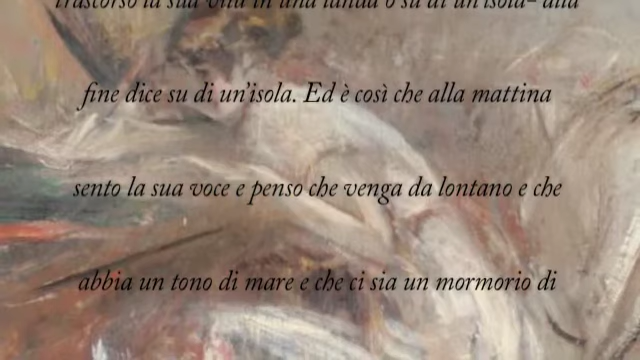 trascorso la sua vita in una landa o su di un'isola– alla
fine dice su di un'isola. Ed è così che alla mattina
sento la sua voce e penso che venga da lontano e che
abbia un tono di mare e che ci sia un mormorio di